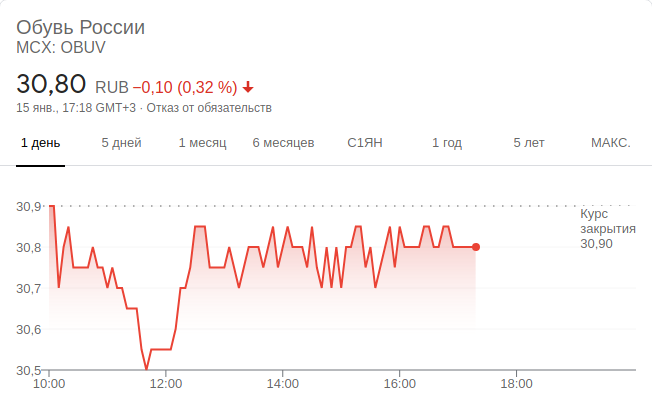 Обувь России
MCX: OBUV
30,80 RUB −0,10 (0,32 %)
15 янв., 17:18 GMT+3 · Отказ от обязательств
1 день 5 дней 1 месяц 6 месяцев С1ЯН 1 год 5 лет МАКС.
30,9
Курс
закрытия
30,90
30,8
30,7
30,6
30,5
10:00 12:00 14:00 16:00 18:00